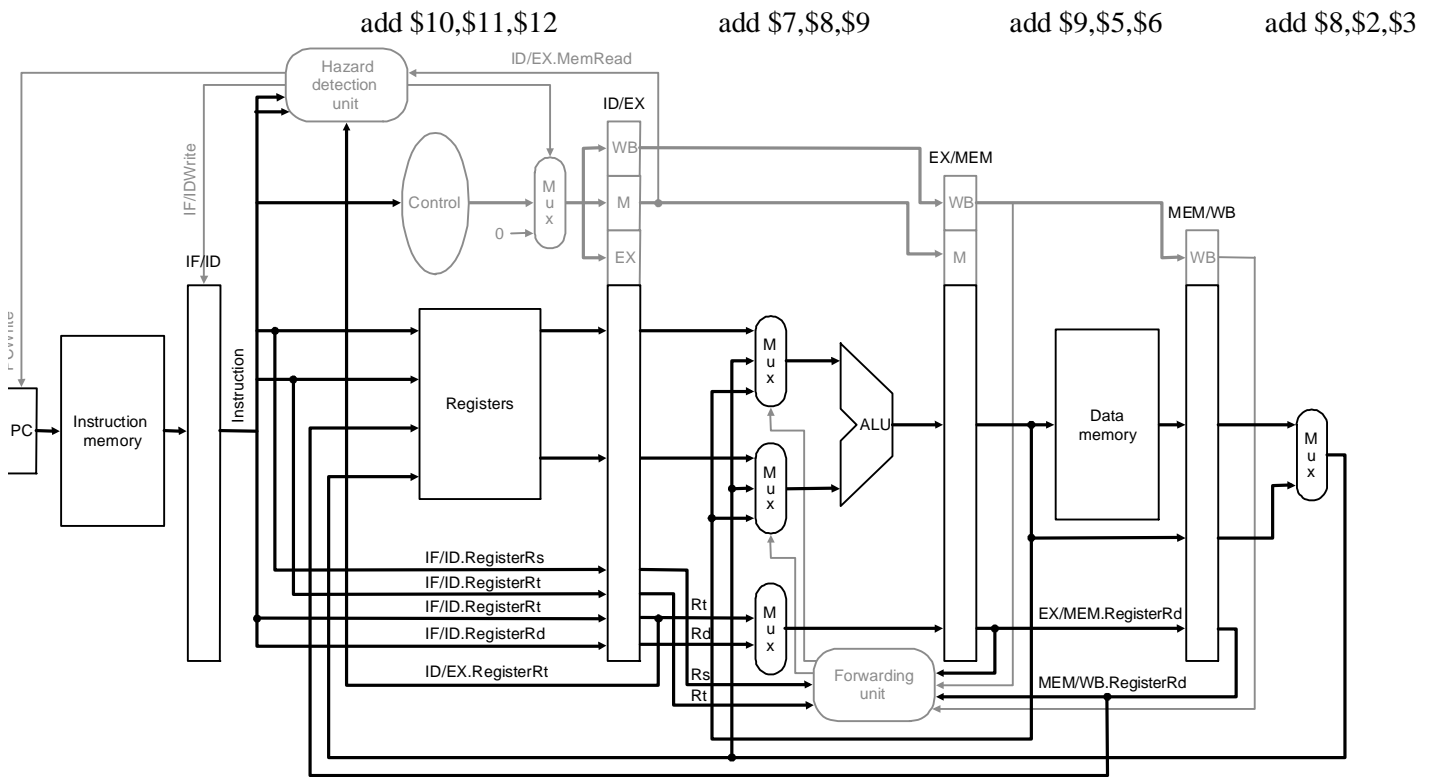 add $10,$11,$12
add $7,$8,$9
add $9,$5,$6
add $8,$2,$3
Hazard
detection
unit
ID/EX.MemRead
ID/EX
WB
M
EX
EX/MEM
WB
M
MEM/WB
WB
IF/IDWrite
Control
M
u
x
0
IF/ID
PCWrite
PC
Instruction
memory
Instruction
Registers
M
u
x
M
u
x
ALU
Data
memory
M
u
x
IF/ID.RegisterRs
IF/ID.RegisterRt
IF/ID.RegisterRt
IF/ID.RegisterRd
ID/EX.RegisterRt
Rt
Rd
Rs
Rt
M
u
x
EX/MEM.RegisterRd
Forwarding
unit
MEM/WB.RegisterRd